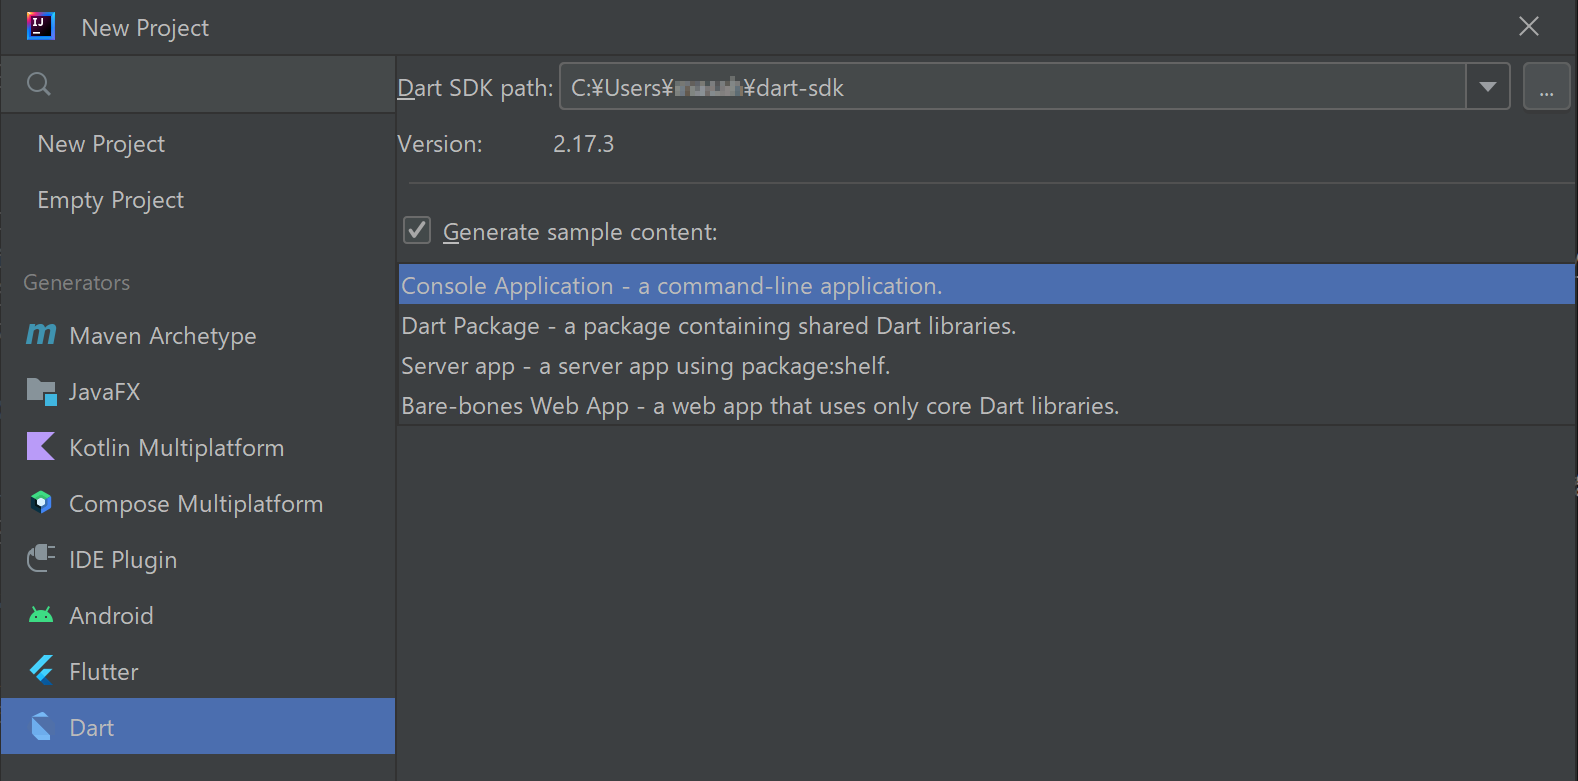 New Project
Dart SDK path: C:¥Users¥ ¥dart-sdk
...
Version: 2.17.3
New Project
Empty Project
Generate sample content:
Generators
Console Application - a command-line application.
Dart Package - a package containing shared Dart libraries.
Server app - a server app using package:shelf.
Bare-bones Web App - a web app that uses only core Dart libraries.
Maven Archetype
JavaFX
Kotlin Multiplatform
Compose Multiplatform
IDE Plugin
Android
Flutter
Dart